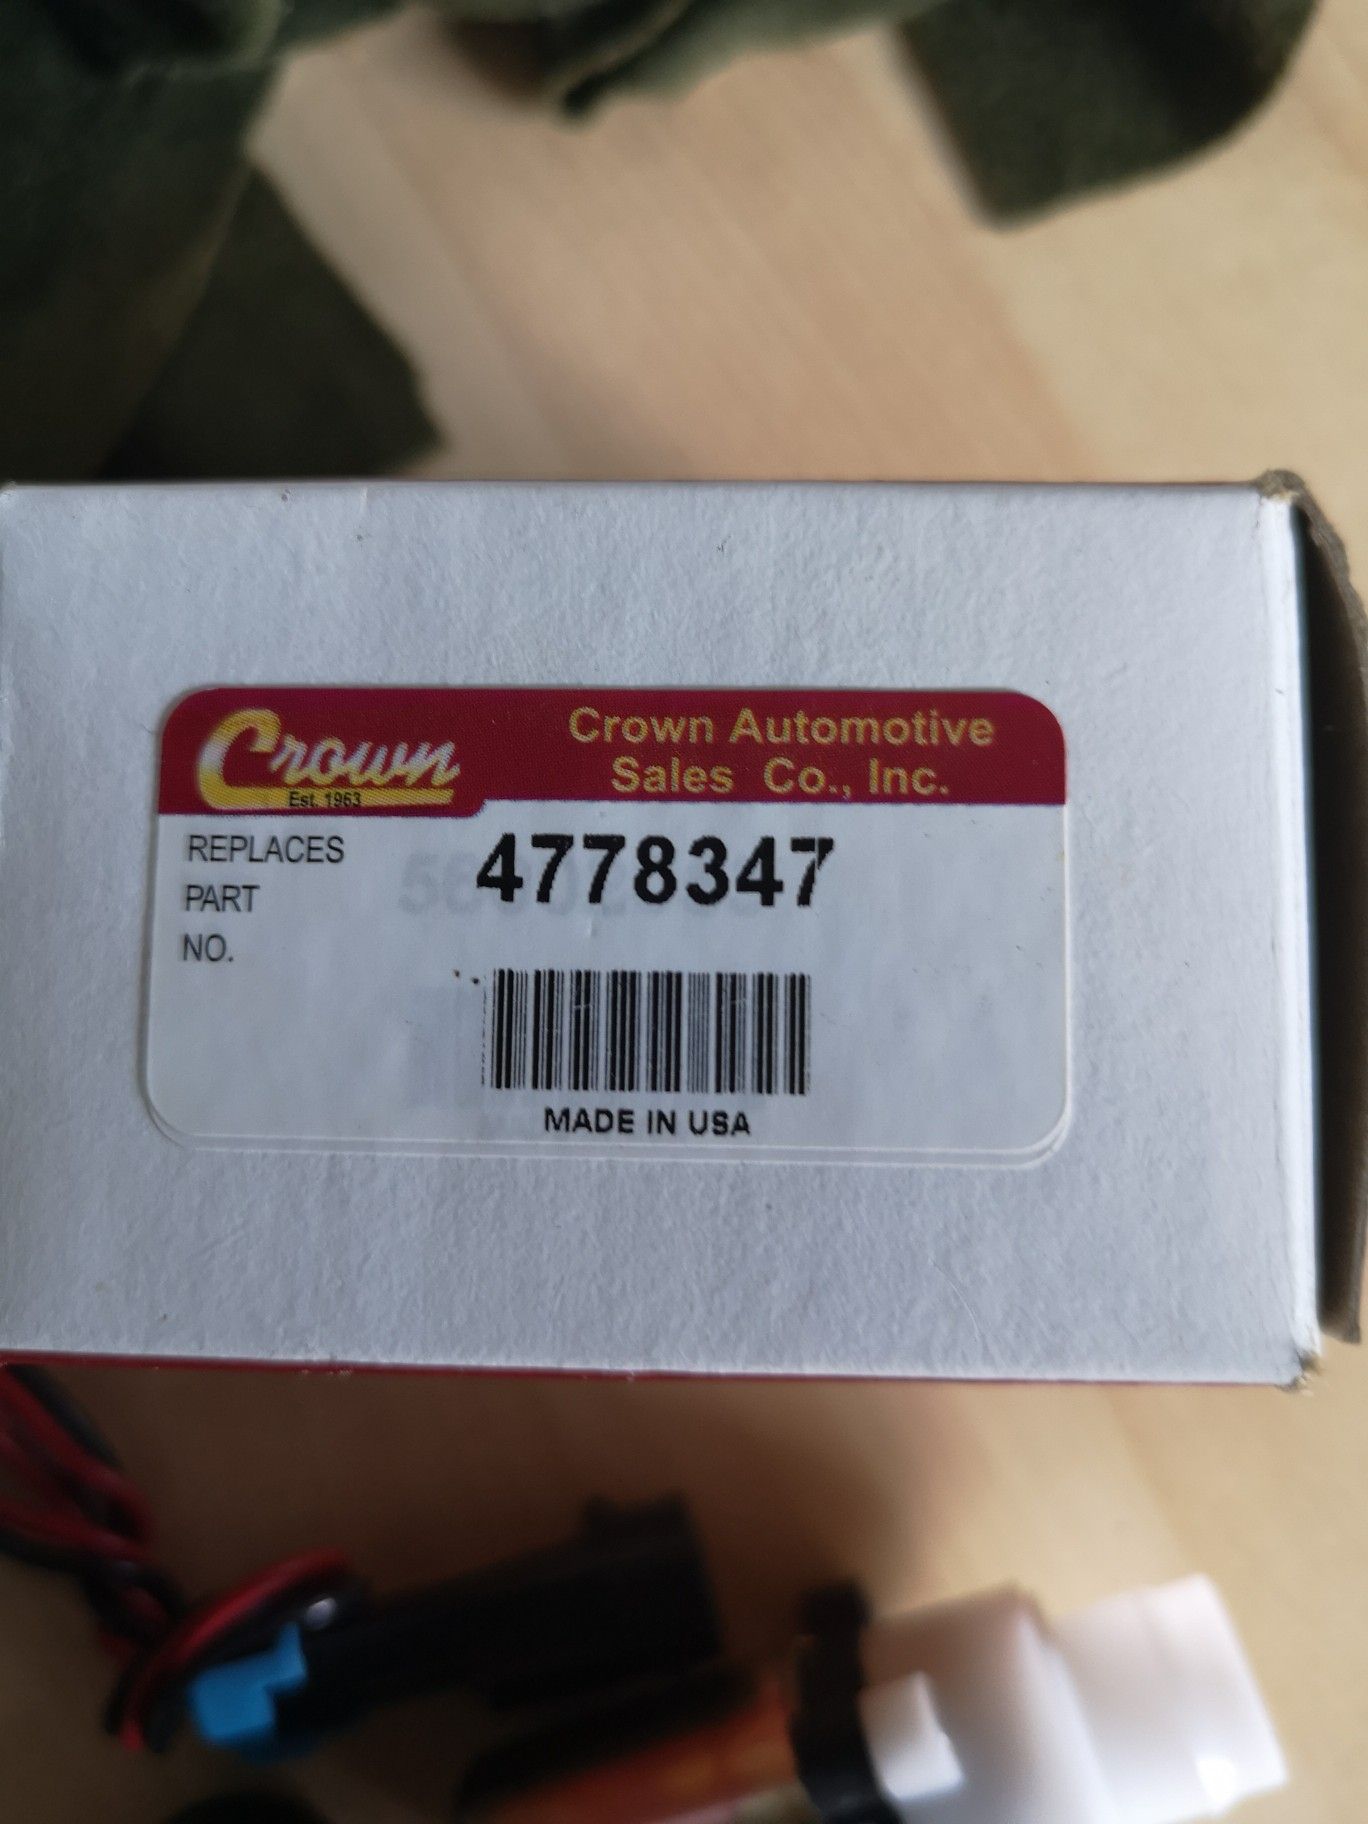 Crown
Est. 1963
Crown Automotive
Sales Co., Inc.
REPLACES
PART
NO.
4778347
MADE IN USA